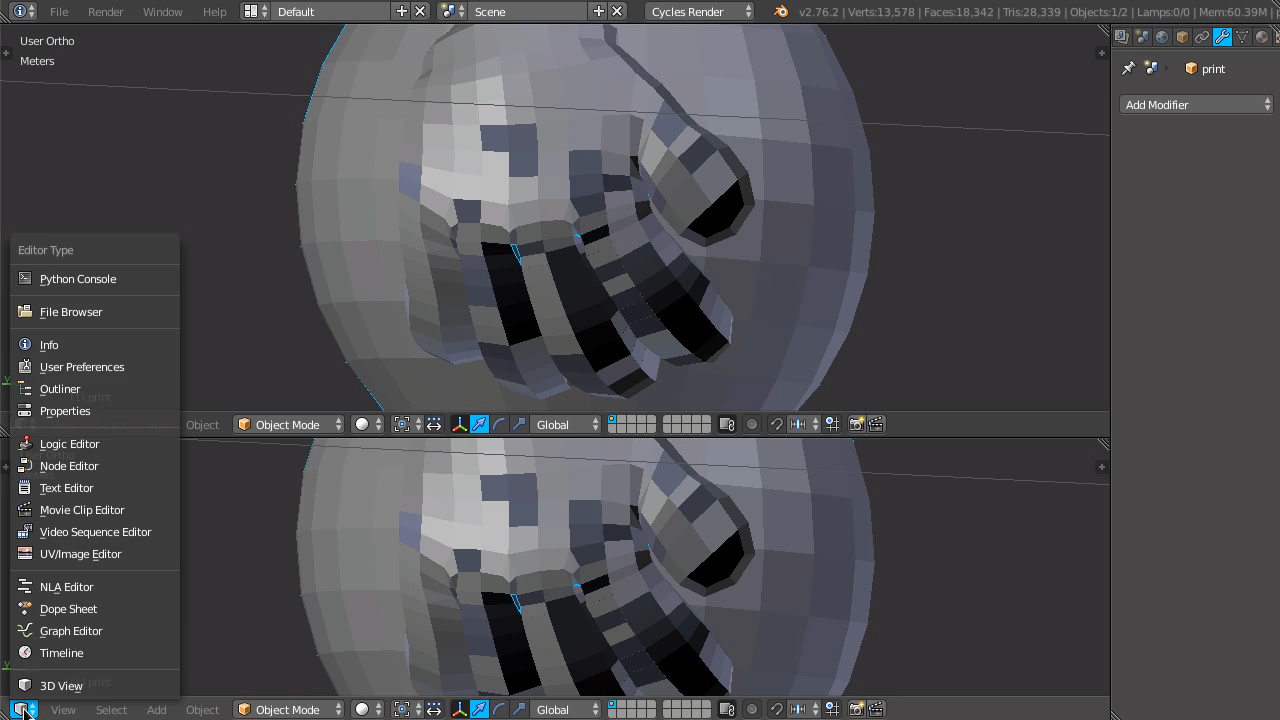 File Render Window Help Default Scene Cycles Render v2.76.2 | Verts:13,578 | Faces:18,342 | Tris:28,339 | Objects:1/2 | Lamps:0/0 | Mem:60.39M |
User Ortho
Meters
print
Add Modifier
Editor Type
Python Console
File Browser
Info
User Preferences
Outliner
Properties
(1) print
Object Object Mode Global
Logic Editor
Node Editor
Text Editor
Movie Clip Editor
Video Sequence Editor
UV/Image Editor
NLA Editor
Dope Sheet
Graph Editor
Timeline
3D View
View Select Add Object Object Mode Global